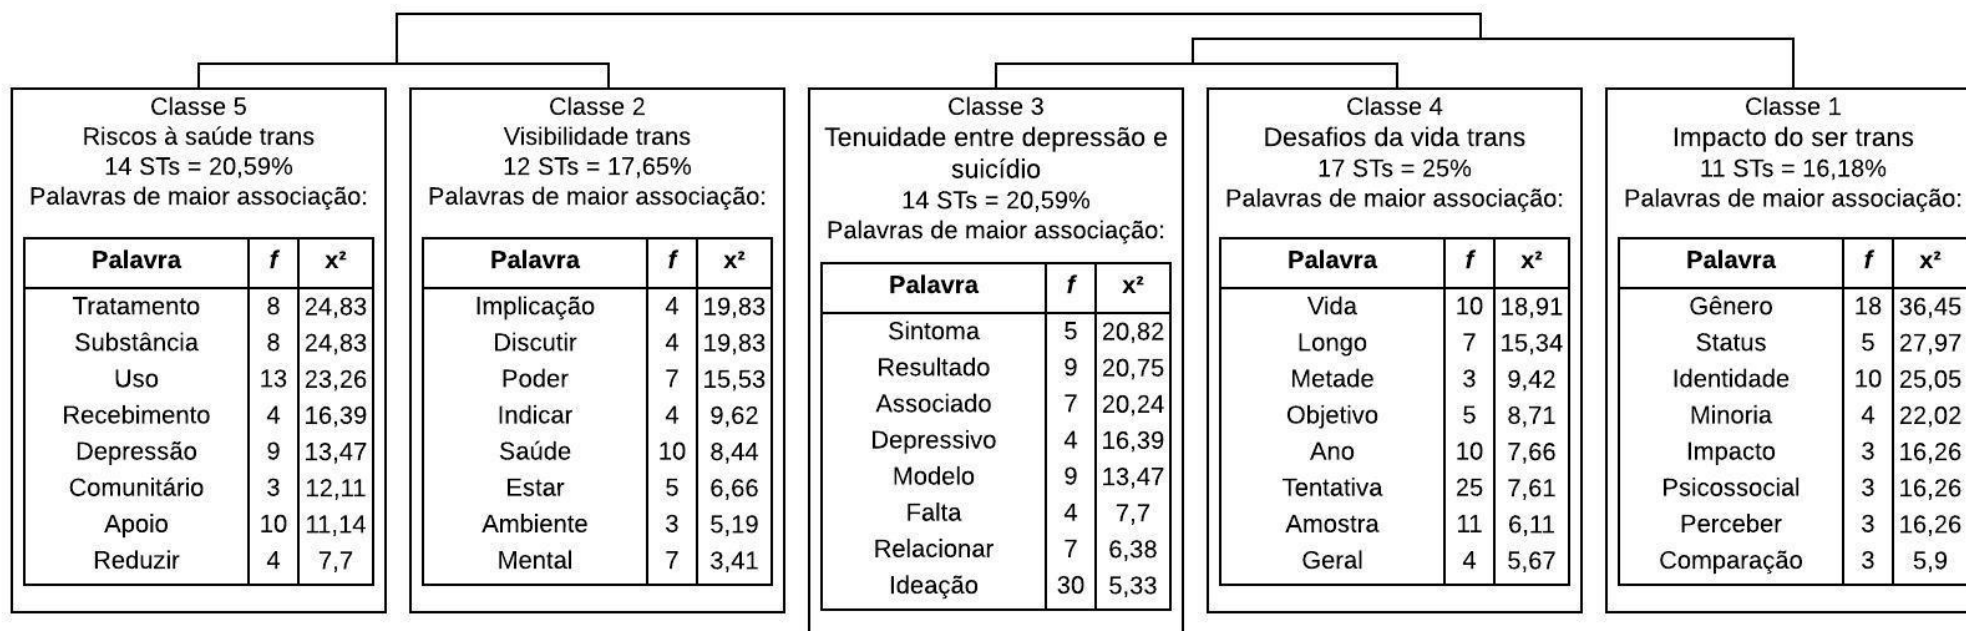 Classe 5
Riscos à saúde trans
14 STs = 20,59%
Palavras de maior associação:
Palavra f x²
Tratamento 8 24,83
Substância 8 24,83
Uso 13 23,26
Recebimento 4 16,39
Depressão 9 13,47
Comunitário 3 12,11
Apoio 10 11,14
Reduzir 4 7,7
Classe 2
Visibilidade trans
12 STs = 17,65%
Palavras de maior associação:
Palavra f x²
Implicação 4 19,83
Discutir 4 19,83
Poder 7 15,53
Indicar 4 9,62
Saúde 10 8,44
Estar 5 6,66
Ambiente 3 5,19
Mental 7 3,41
Classe 3
Tenuidade entre depressão e
suicídio
14 STs = 20,59%
Palavras de maior associação:
Palavra f x²
Sintoma 5 20,82
Resultado 9 20,75
Associado 7 20,24
Depressivo 4 16,39
Modelo 9 13,47
Falta 4 7,7
Relacionar 7 6,38
Ideação 30 5,33
Classe 4
Desafios da vida trans
17 STs = 25%
Palavras de maior associação:
Palavra f x²
Vida 10 18,91
Longo 7 15,34
Metade 3 9,42
Objetivo 5 8,71
Ano 10 7,66
Tentativa 25 7,61
Amostra 11 6,11
Geral 4 5,67
Classe 1
Impacto do ser trans
11 STs = 16,18%
Palavras de maior associação:
Palavra f x²
Gênero 18 36,45
Status 5 27,97
Identidade 10 25,05
Minoria 4 22,02
Impacto 3 16,26
Psicossocial 3 16,26
Perceber 3 16,26
Comparação 3 5,9